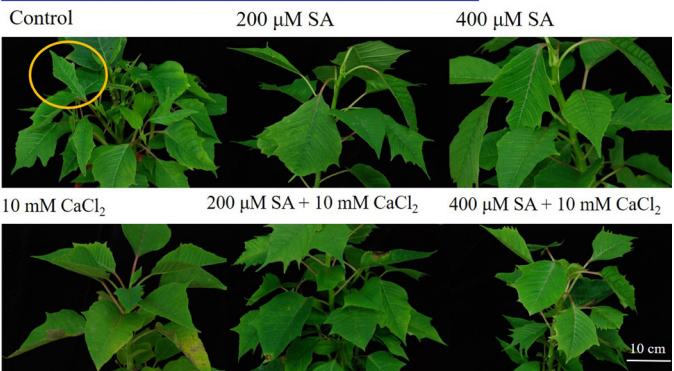 Control 200 μM SA 400 μM SA
10 mM CaCl₂ 200 μM SA + 10 mM CaCl₂ 400 μM SA + 10 mM CaCl₂
10 cm